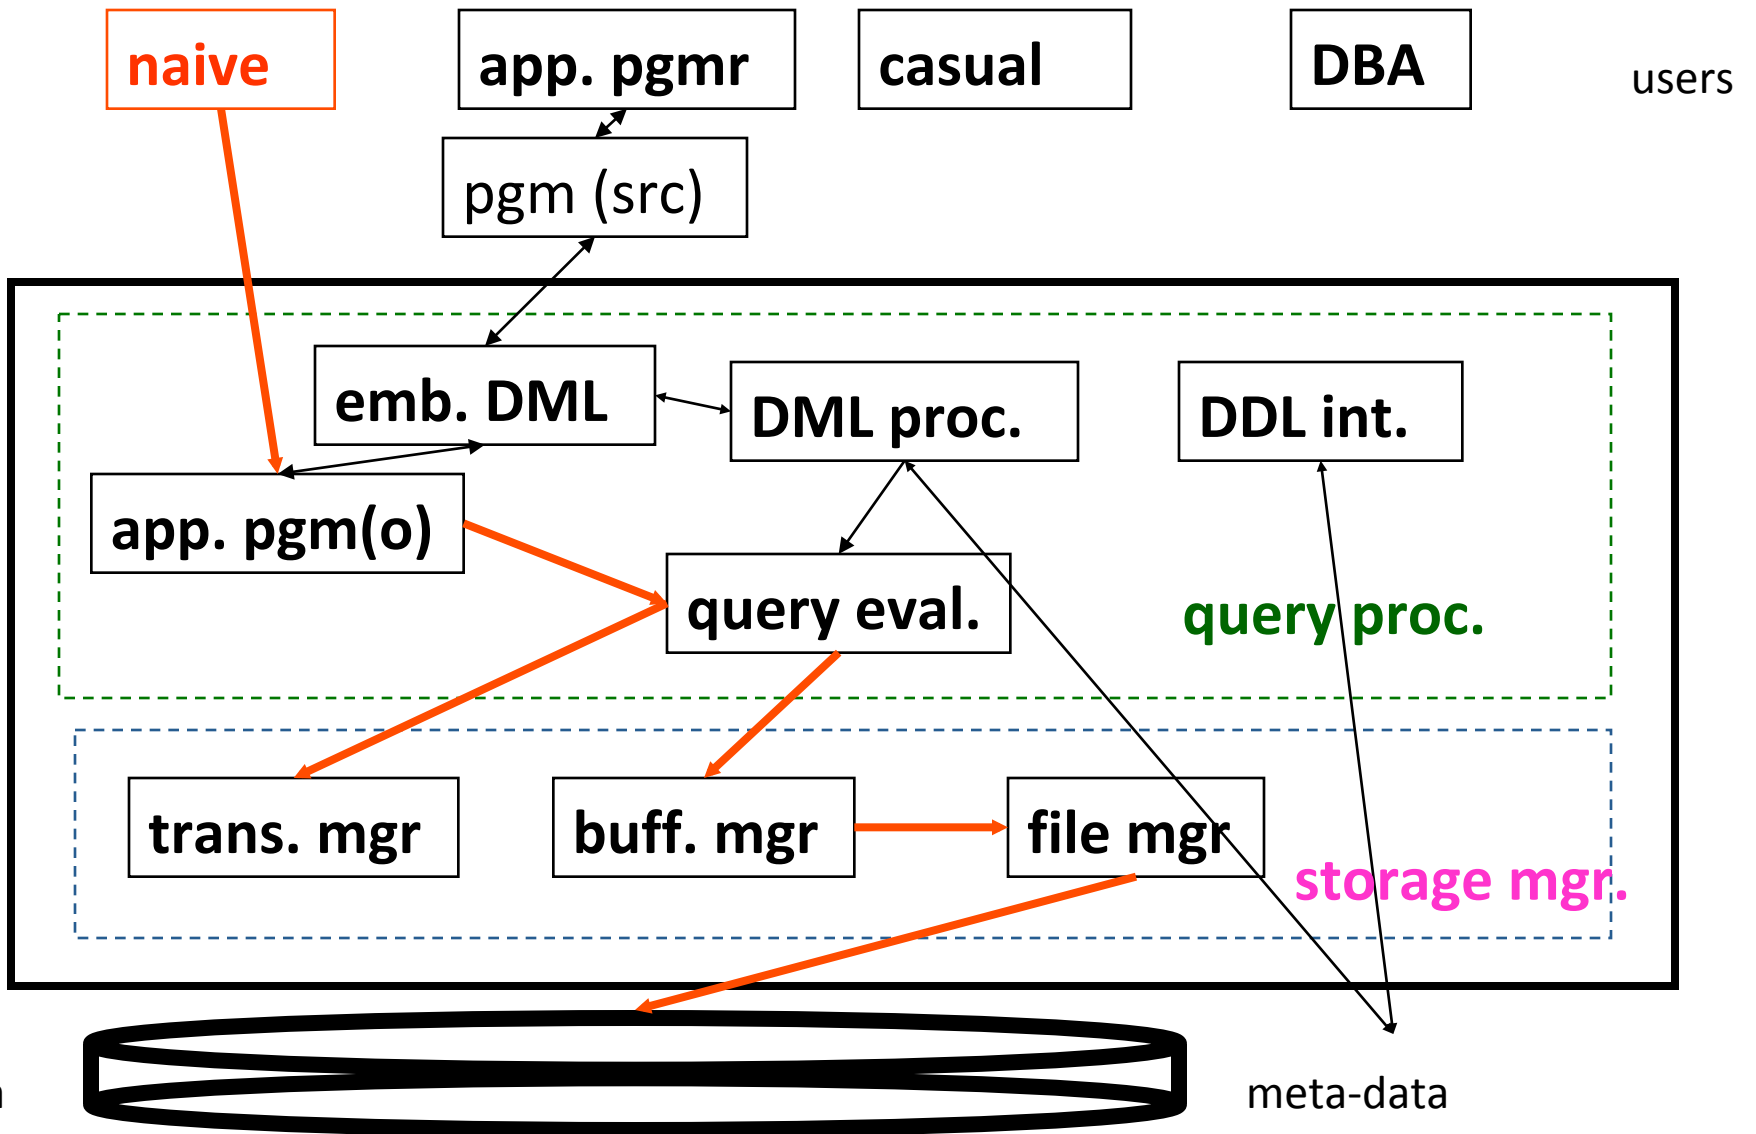 naive
app. pgmr
casual
DBA
users
pgm (src)
emb. DML
DML proc.
DDL int.
app. pgm(o)
query eval.
query proc.
trans. mgr
buff. mgr
file mgr
storage mgr.
meta-data